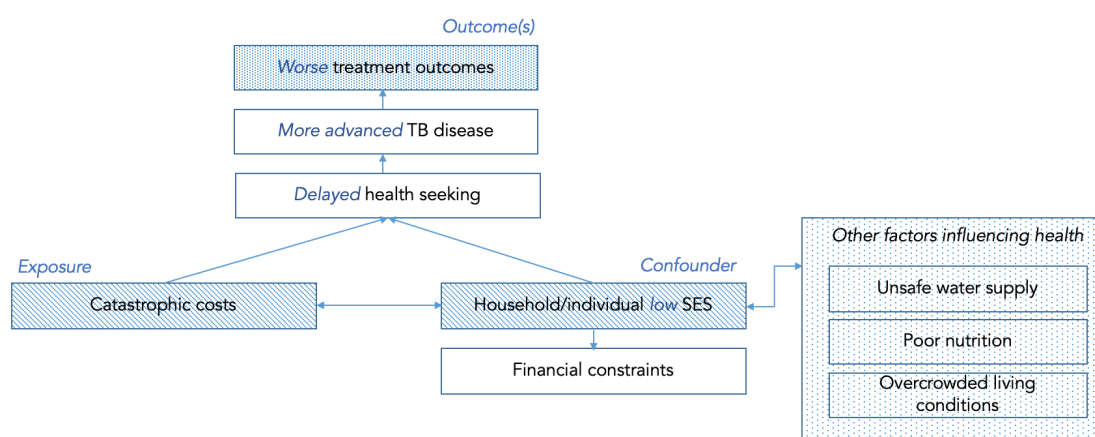 Outcome(s)
Worse treatment outcomes
More advanced TB disease
Delayed health seeking
Other factors influencing health
Exposure
Confounder
Unsafe water supply
Catastrophic costs
Household/individual low SES
Poor nutrition
Financial constraints
Overcrowded living
conditions